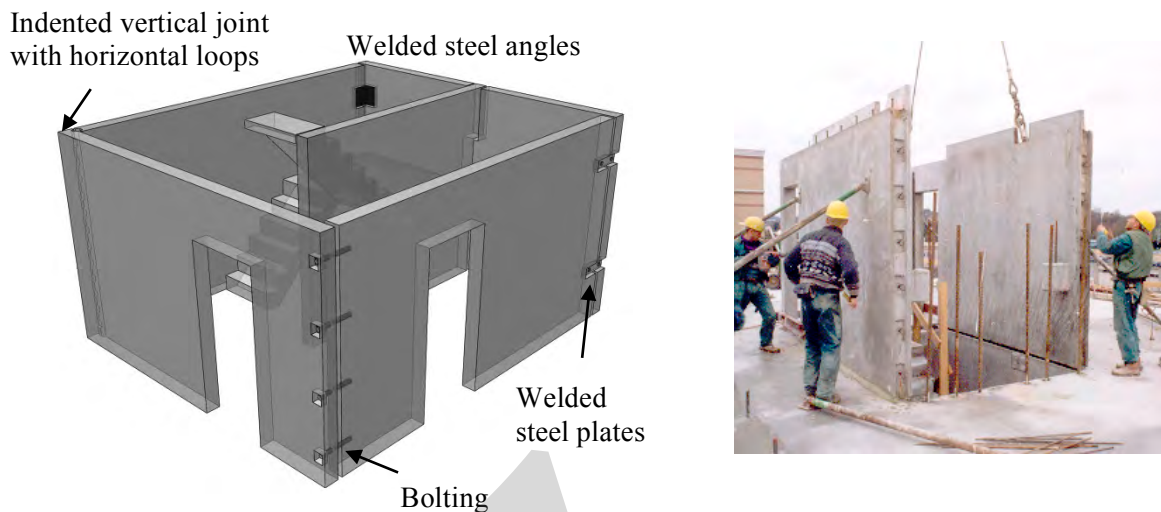 Indented vertical joint
with horizontal loops
Welded steel angles
Welded
steel plates
Bolting